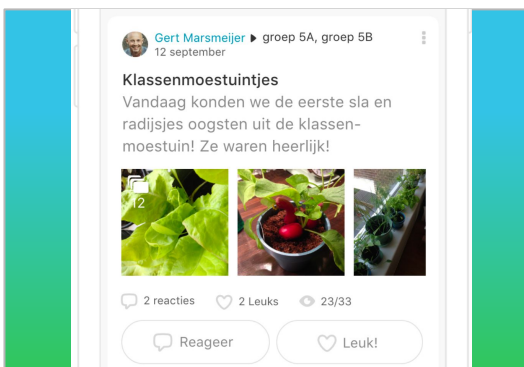 Gert Marsmeijer ▶ groep 5A, groep 5B
12 september
Klassenmoestuintjes
Vandaag konden we de eerste sla en
radijsjes oogsten uit de klassen-
moestuin! Ze waren heerlijk!
12
2 reacties 2 Leuks 23/33
Reageer Leuk!